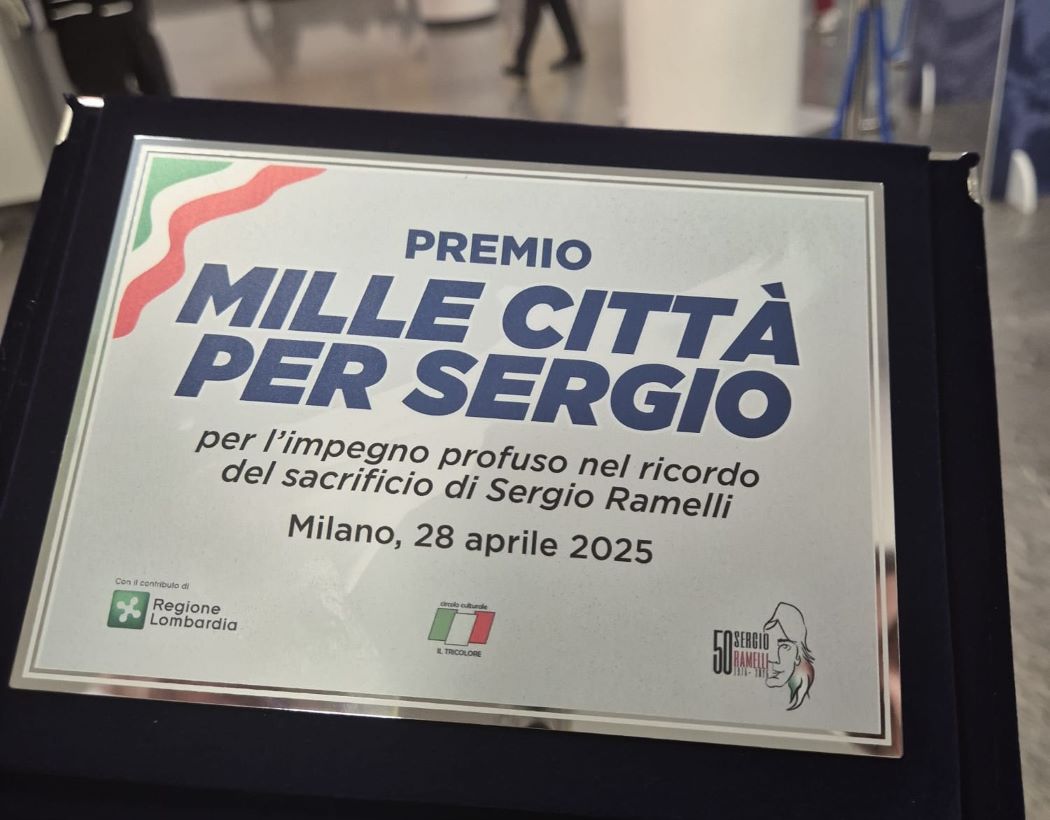 PREMIO
MILLE CITTÀ
PER SERGIO
per l'impegno profuso nel ricordo
del sacrificio di Sergio Ramelli
Milano, 28 aprile 2025
Con il contributo di
Regione
Lombardia
circolo culturale
IL TRICOLORE
50 SERGIO
RAMELLI